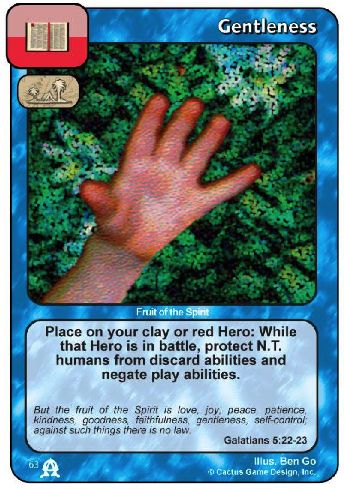 Gentleness
Fruit of the Spirit
Place on your clay or red Hero: While
that Hero is in battle, protect N.T.
humans from discard abilities and
negate play abilities.
But the fruit of the Spirit is love, joy, peace, patience,
kindness, goodness, faithfulness, gentleness, self-control;
against such things there is no law.
Galatians 5:22-23
63
Illus. Ben Go
© Cactus Game Design, Inc.